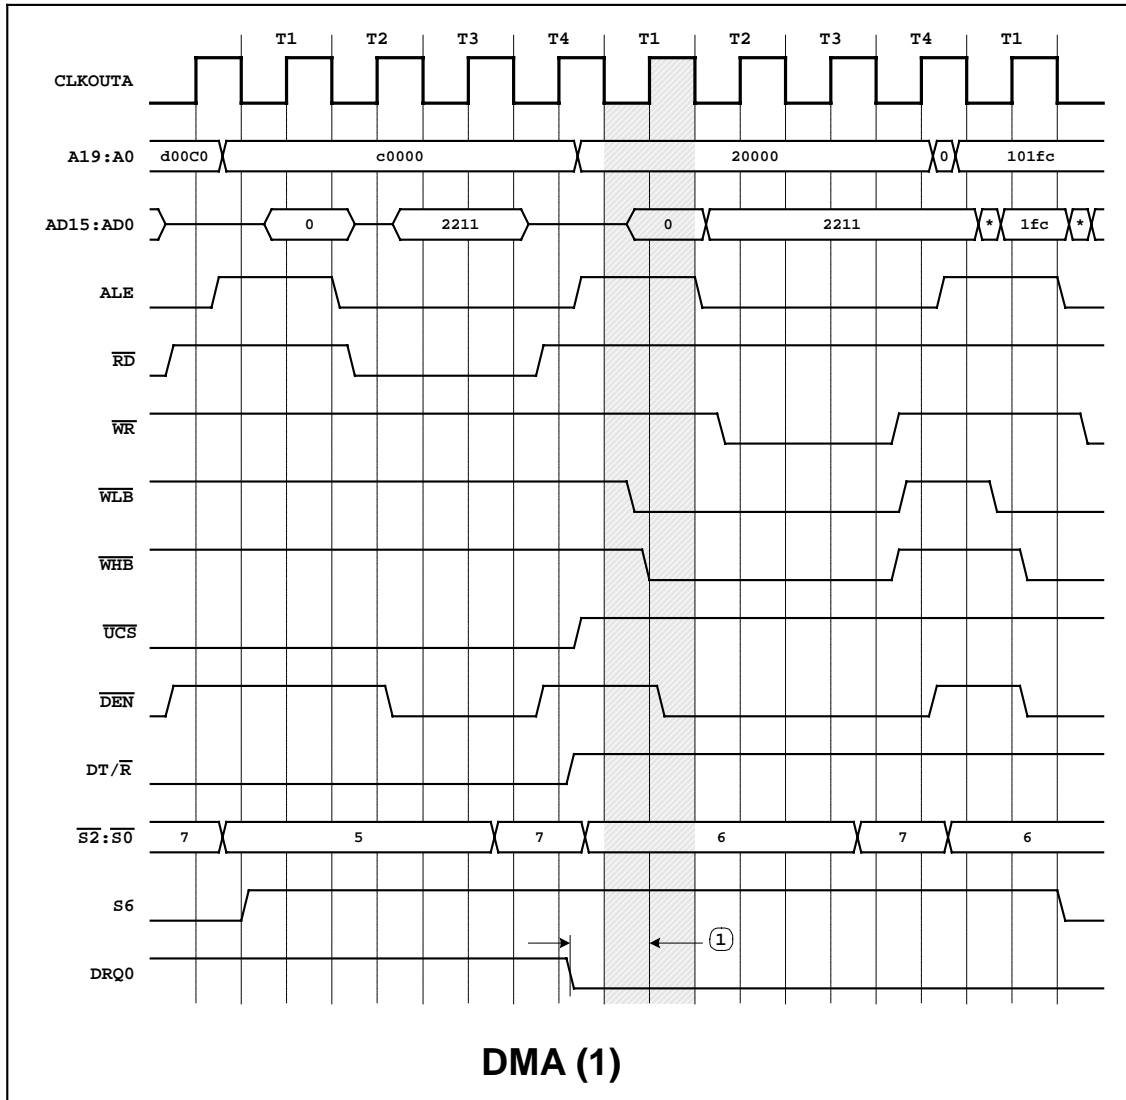 T1 T2 T3 T4 T1 T2 T3 T4 T1
CLKOUTA
A19:A0 d00C0 c0000 20000 0 101fc
AD15:AD0 0 2211 0 2211 * 1fc *
ALE
RD
WR
WLB
WHB
UCS
DEN
DT/R
S2:S0 7 5 7 6 7 6
S6
1
DRQ0
DMA (1)